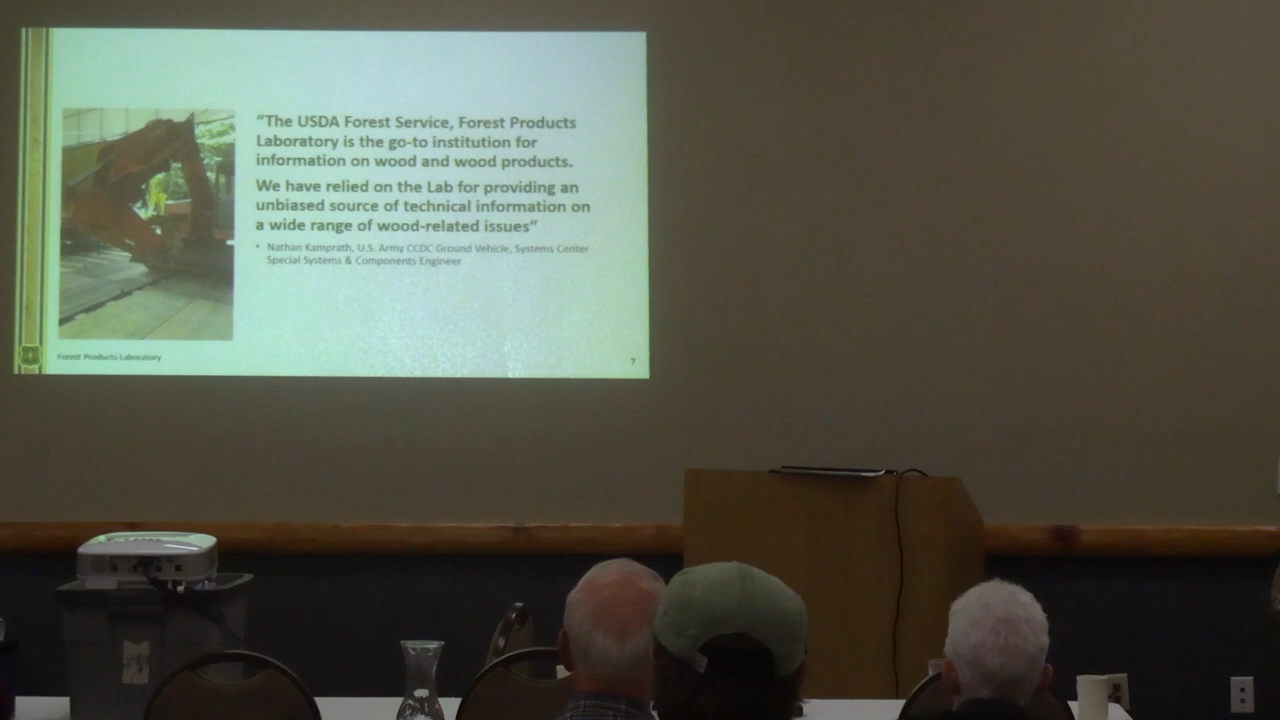 “The USDA Forest Service, Forest Products
Laboratory is the go-to institution for
information on wood and wood products.
We have relied on the Lab for providing an
unbiased source of technical information on
a wide range of wood-related issues“
• Nathan Kamprath, U.S. Army CCDC Ground Vehicle, Systems Center
Special Systems & Components Engineer
Forest Products Laboratory
7